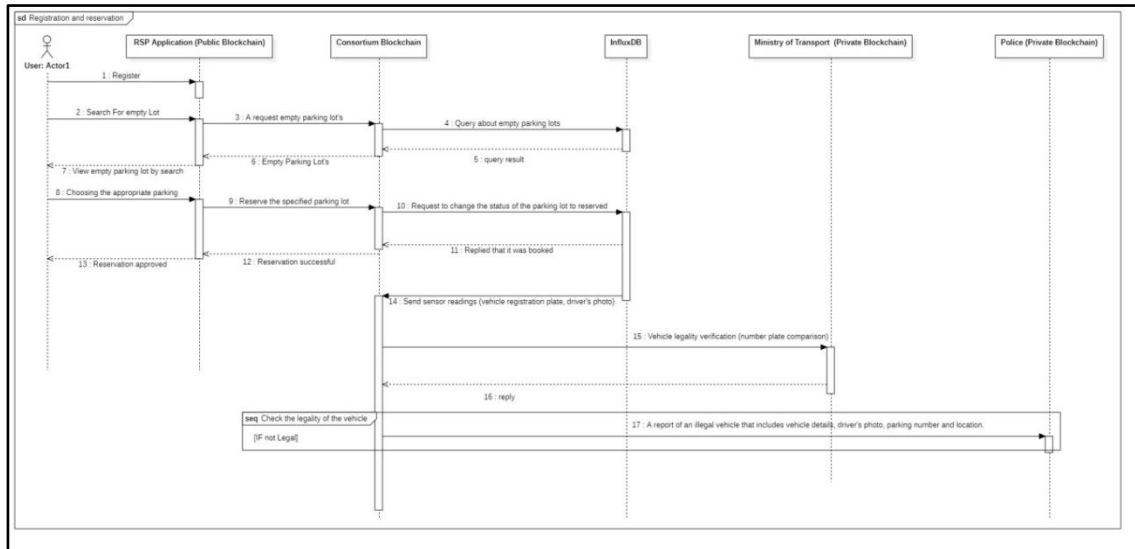 sd Registration and reservation
RSP Application (Public Blockchain)
Consortium Blockchain
InfluxDB
Ministry of Transport (Private Blockchain)
Police (Private Blockchain)
User: Actor1
1 : Register
2 : Search For empty Lot
3 : A request empty parking lot's
4 : Query about empty parking lots
5 : query result
6 : Empty Parking Lot's
7 : View empty parking lot by search
8 : Choosing the appropriate parking
9 : Reserve the specified parking lot
10 : Request to change the status of the parking lot to reserved
11 : Replied that it was booked
12 : Reservation successful
13 : Reservation approved
14 : Send sensor readings (vehicle registration plate, driver's photo)
15 : Vehicle legality verification (number plate comparison)
16 : reply
seq Check the legality of the vehicle
17 : A report of an illegal vehicle that includes vehicle details, driver's photo, parking number and location.
[IF not Legal]